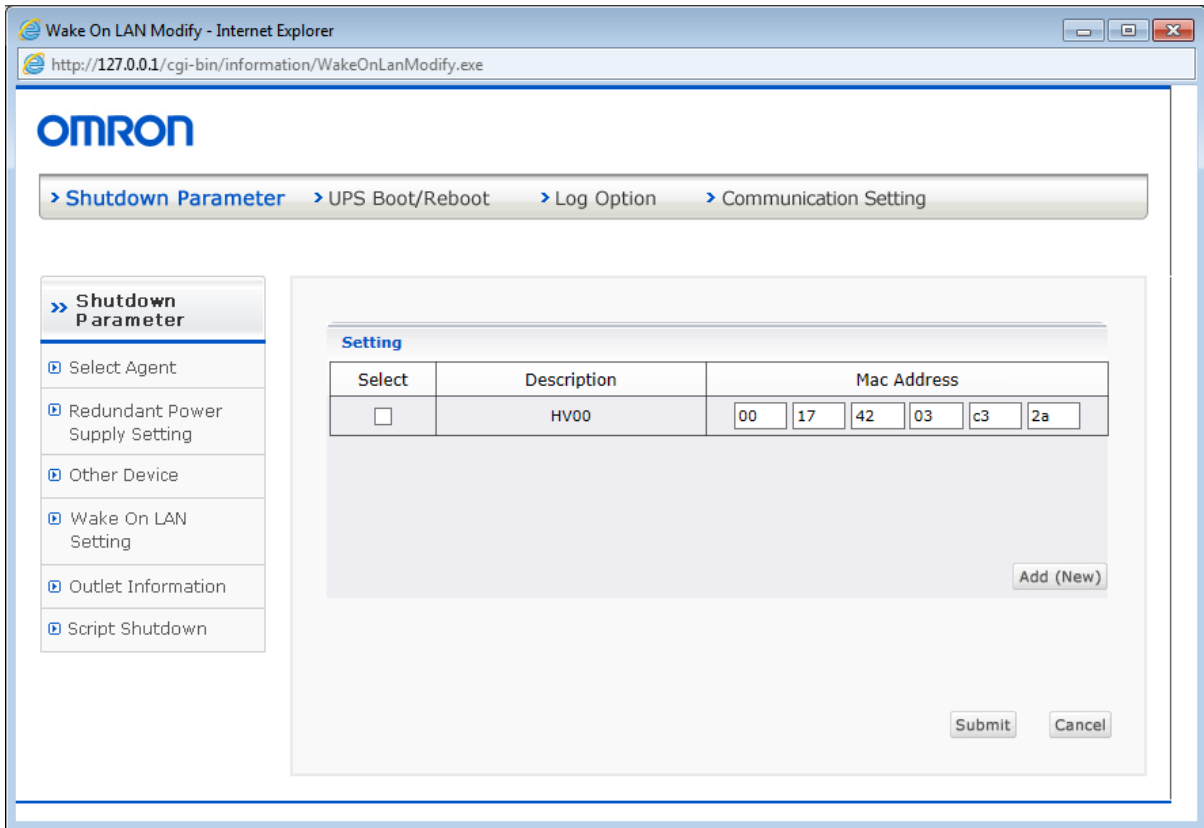 Wake On LAN Modify - Internet Explorer
http://127.0.0.1/cgi-bin/information/WakeOnLanModify.exe
OMRON
Shutdown Parameter UPS Boot/Reboot Log Option Communication Setting
Shutdown
Parameter
Select Agent
Redundant Power
Supply Setting
Other Device
Wake On LAN
Setting
Outlet Information
Script Shutdown
Setting
Select Description Mac Address
HV00 00 17 42 03 c3 2a
Add (New)
Submit Cancel